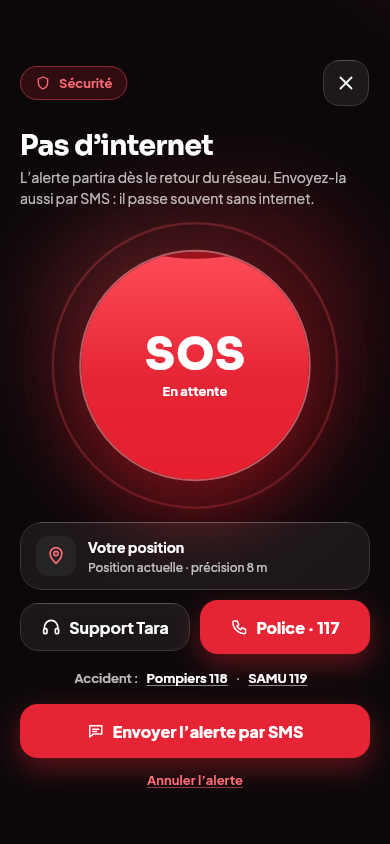 Sécurité
Pas d’internet
L’alerte partira dès le retour du réseau. Envoyez-la
aussi par SMS : il passe souvent sans internet.
SOS
En attente
Votre position
Position actuelle · précision 8 m
Support Tara
Police · 117
Accident : Pompiers 118 · SAMU 119
Envoyer l’alerte par SMS
Annuler l’alerte